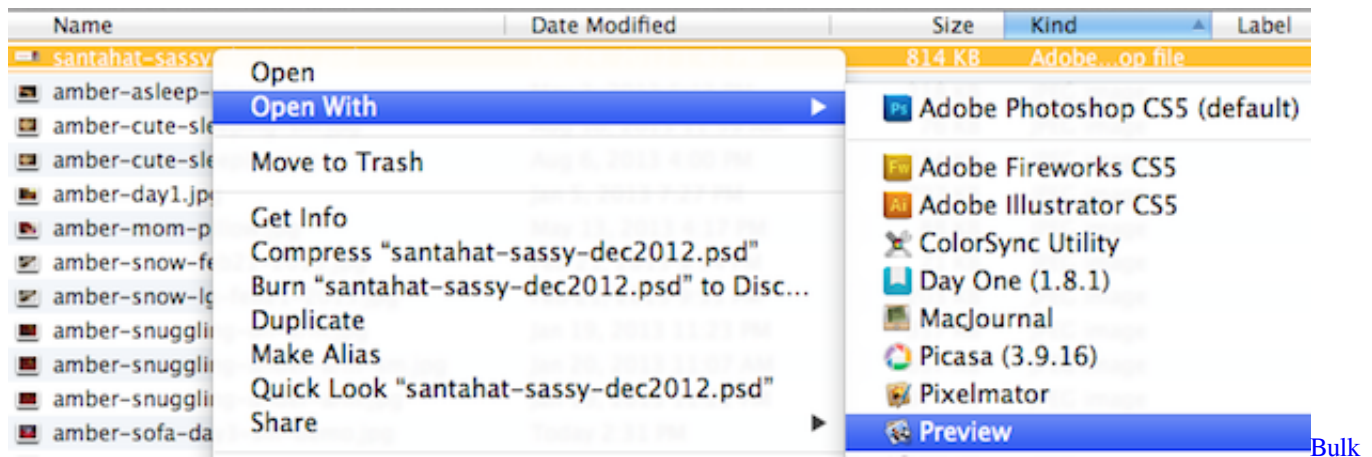 Name Date Modified Size Kind Label
santahat-sassy 814 KB Adobe...op file
Open
amber-asleep-
Open With Adobe Photoshop CS5 (default)
amber-cute-sle
amber-cute-sle
Move to Trash Adobe Fireworks CS5
amber-day1.jp
Adobe Illustrator CS5
Get Info
amber-mom-p
ColorSync Utility
Compress “santahat-sassy-dec2012.psd”
amber-snow-f
Day One (1.8.1)
Burn “santahat-sassy-dec2012.psd” to Disc...
amber-snow-lg
Duplicate MacJournal
amber-snuggli
Make Alias Picasa (3.9.16)
amber-snuggli
Quick Look “santahat-sassy-dec2012.psd” Pixelmator
amber-snuggli
Share Preview
amber-sofa-da
Bulk